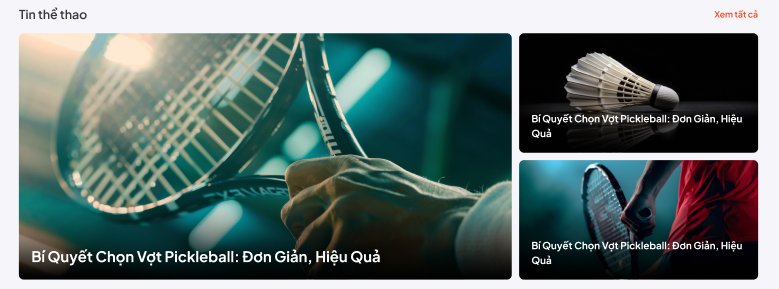 Tin thể thao
Xem tất cả
Bí Quyết Chọn Vợt Pickleball: Đơn Giản, Hiệu Quả
Bí Quyết Chọn Vợt Pickleball: Đơn Giản, Hiệu
Quả
Bí Quyết Chọn Vợt Pickleball: Đơn Giản, Hiệu
Quả